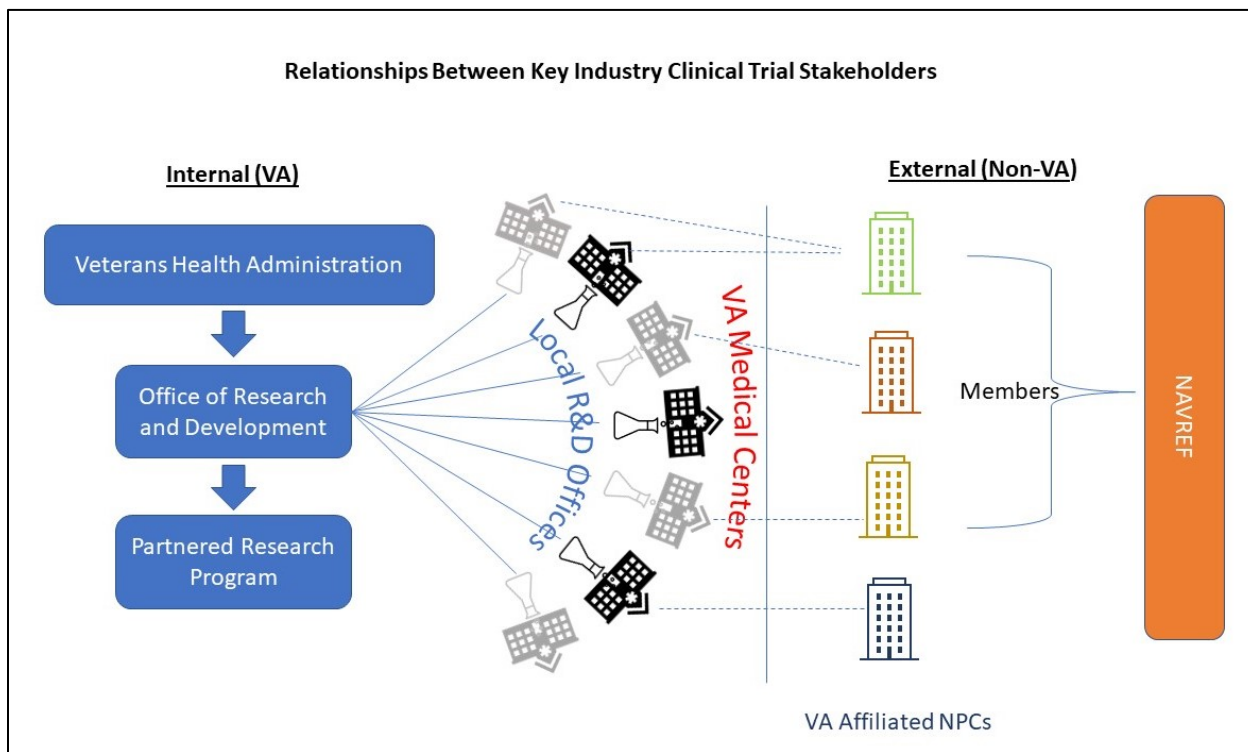 Relationships Between Key Industry Clinical Trial Stakeholders
Internal (VA)
Veterans Health Administration
Office of Research
and Development
Partnered Research
Program
Local R&D Offices
VA Medical Centers
External (Non-VA)
Members
NAVREF
VA Affiliated NPCs